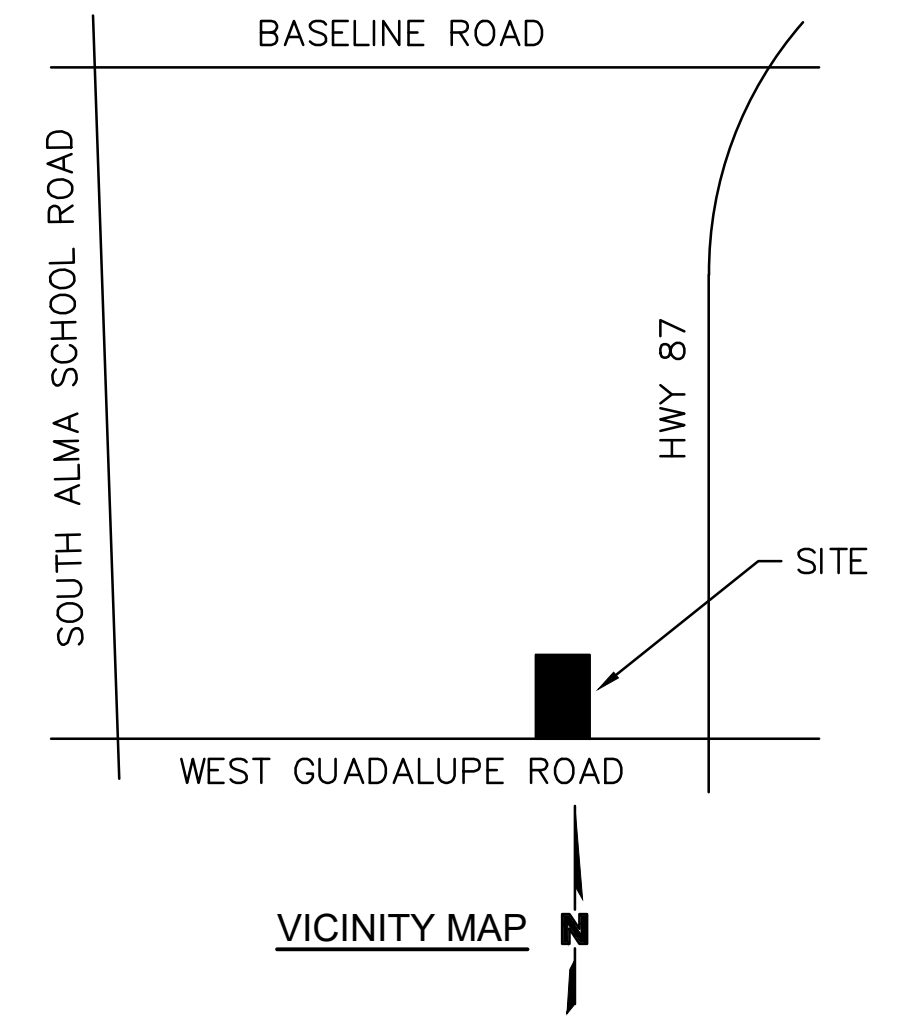 BASELINE ROAD
SOUTH ALMA SCHOOL ROAD
HWY 87
SITE
WEST GUADALUPE ROAD
VICINITY MAP
N